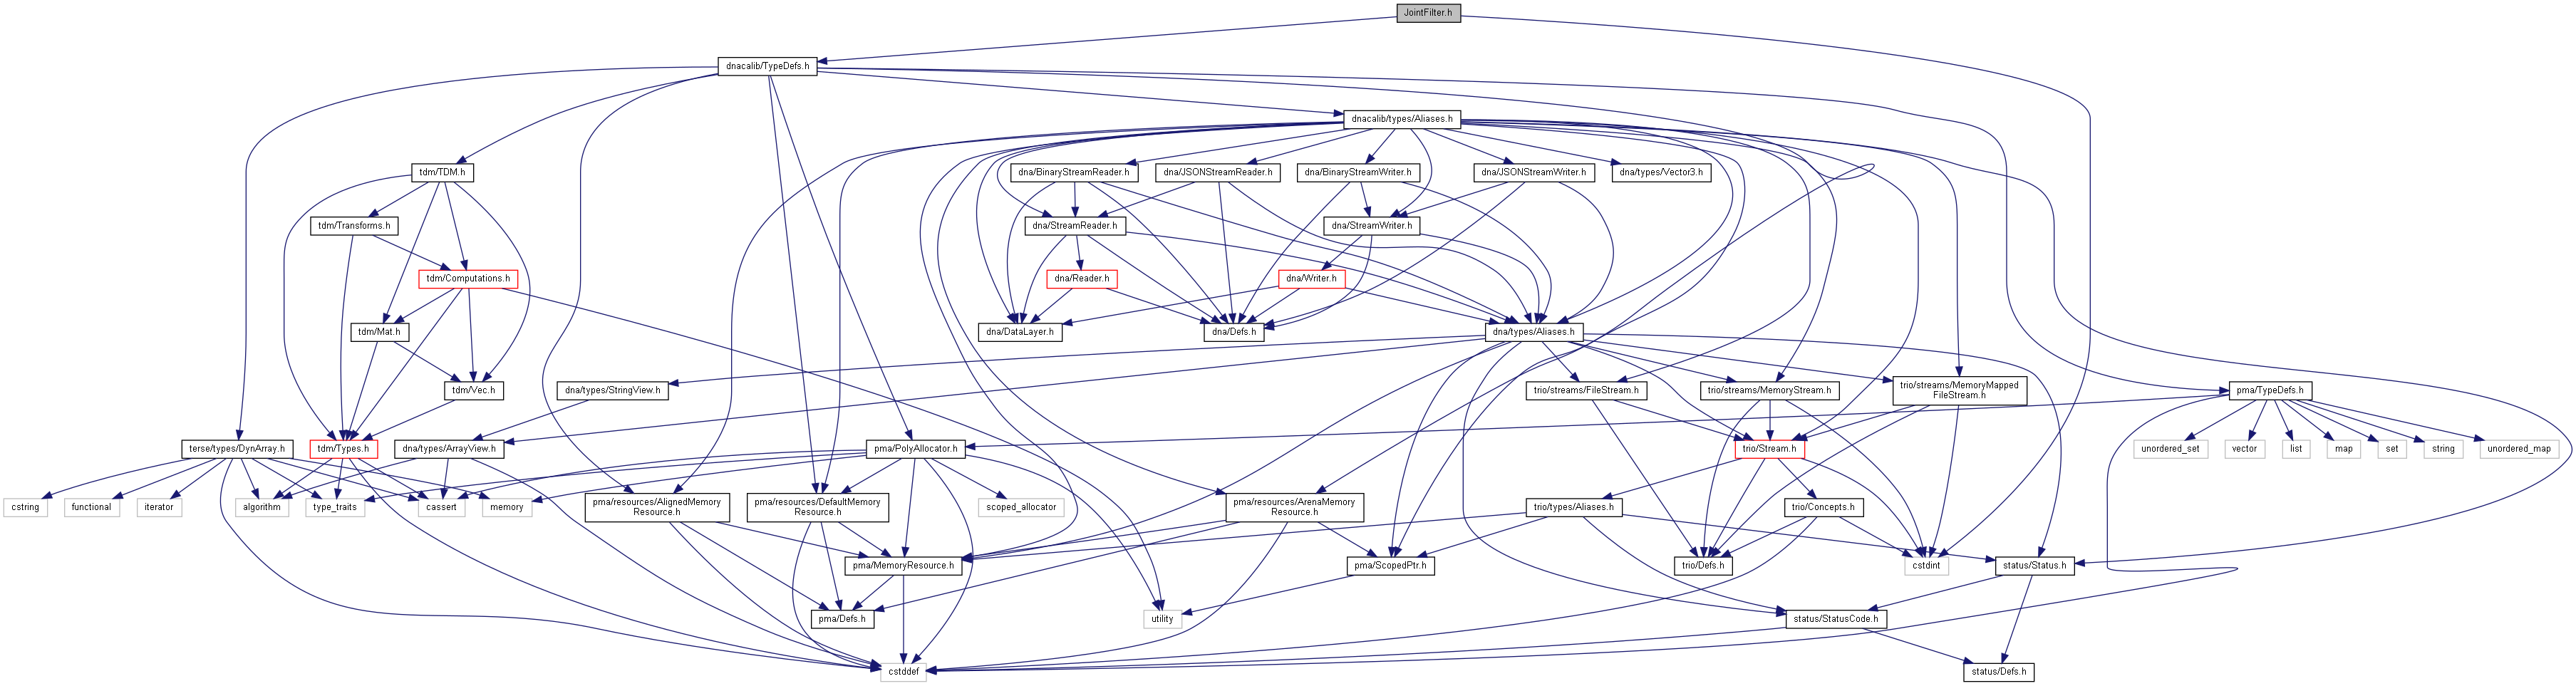 JointFilter.h
dnacalib/TypeDefs.h
dnacalib/types/Aliases.h
tdm/TDM.h
dna/BinaryStreamReader.h
dna/JSONStreamReader.h
dna/BinaryStreamWriter.h
dna/JSONStreamWriter.h
dna/types/Vector3.h
tdm/Transforms.h
dna/StreamReader.h
dna/StreamWriter.h
tdm/Computations.h
dna/Reader.h
dna/Writer.h
tdm/Mat.h
dna/DataLayer.h
dna/Defs.h
dna/types/Aliases.h
tdm/Vec.h
dna/types/StringView.h
trio/streams/FileStream.h
trio/streams/MemoryStream.h
trio/streams/MemoryMapped
FileStream.h
pma/TypeDefs.h
terse/types/DynArray.h
tdm/Types.h
dna/types/ArrayView.h
pma/PolyAllocator.h
trio/Stream.h
unordered_set
vector
list
map
set
string
unordered_map
cstring
functional
iterator
algorithm
type_traits
cassert
memory
pma/resources/AlignedMemory
Resource.h
pma/resources/DefaultMemory
Resource.h
scoped_allocator
pma/resources/ArenaMemory
Resource.h
trio/types/Aliases.h
trio/Concepts.h
pma/MemoryResource.h
pma/ScopedPtr.h
trio/Defs.h
cstdint
status/Status.h
pma/Defs.h
utility
status/StatusCode.h
cstddef
status/Defs.h